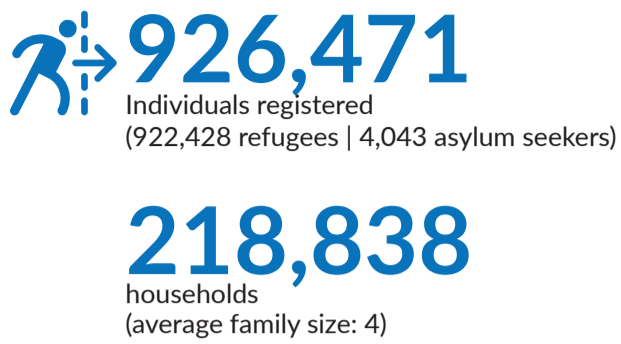 926,471
Individuals registered
(922,428 refugees | 4,043 asylum seekers)
218,838
households
(average family size: 4)